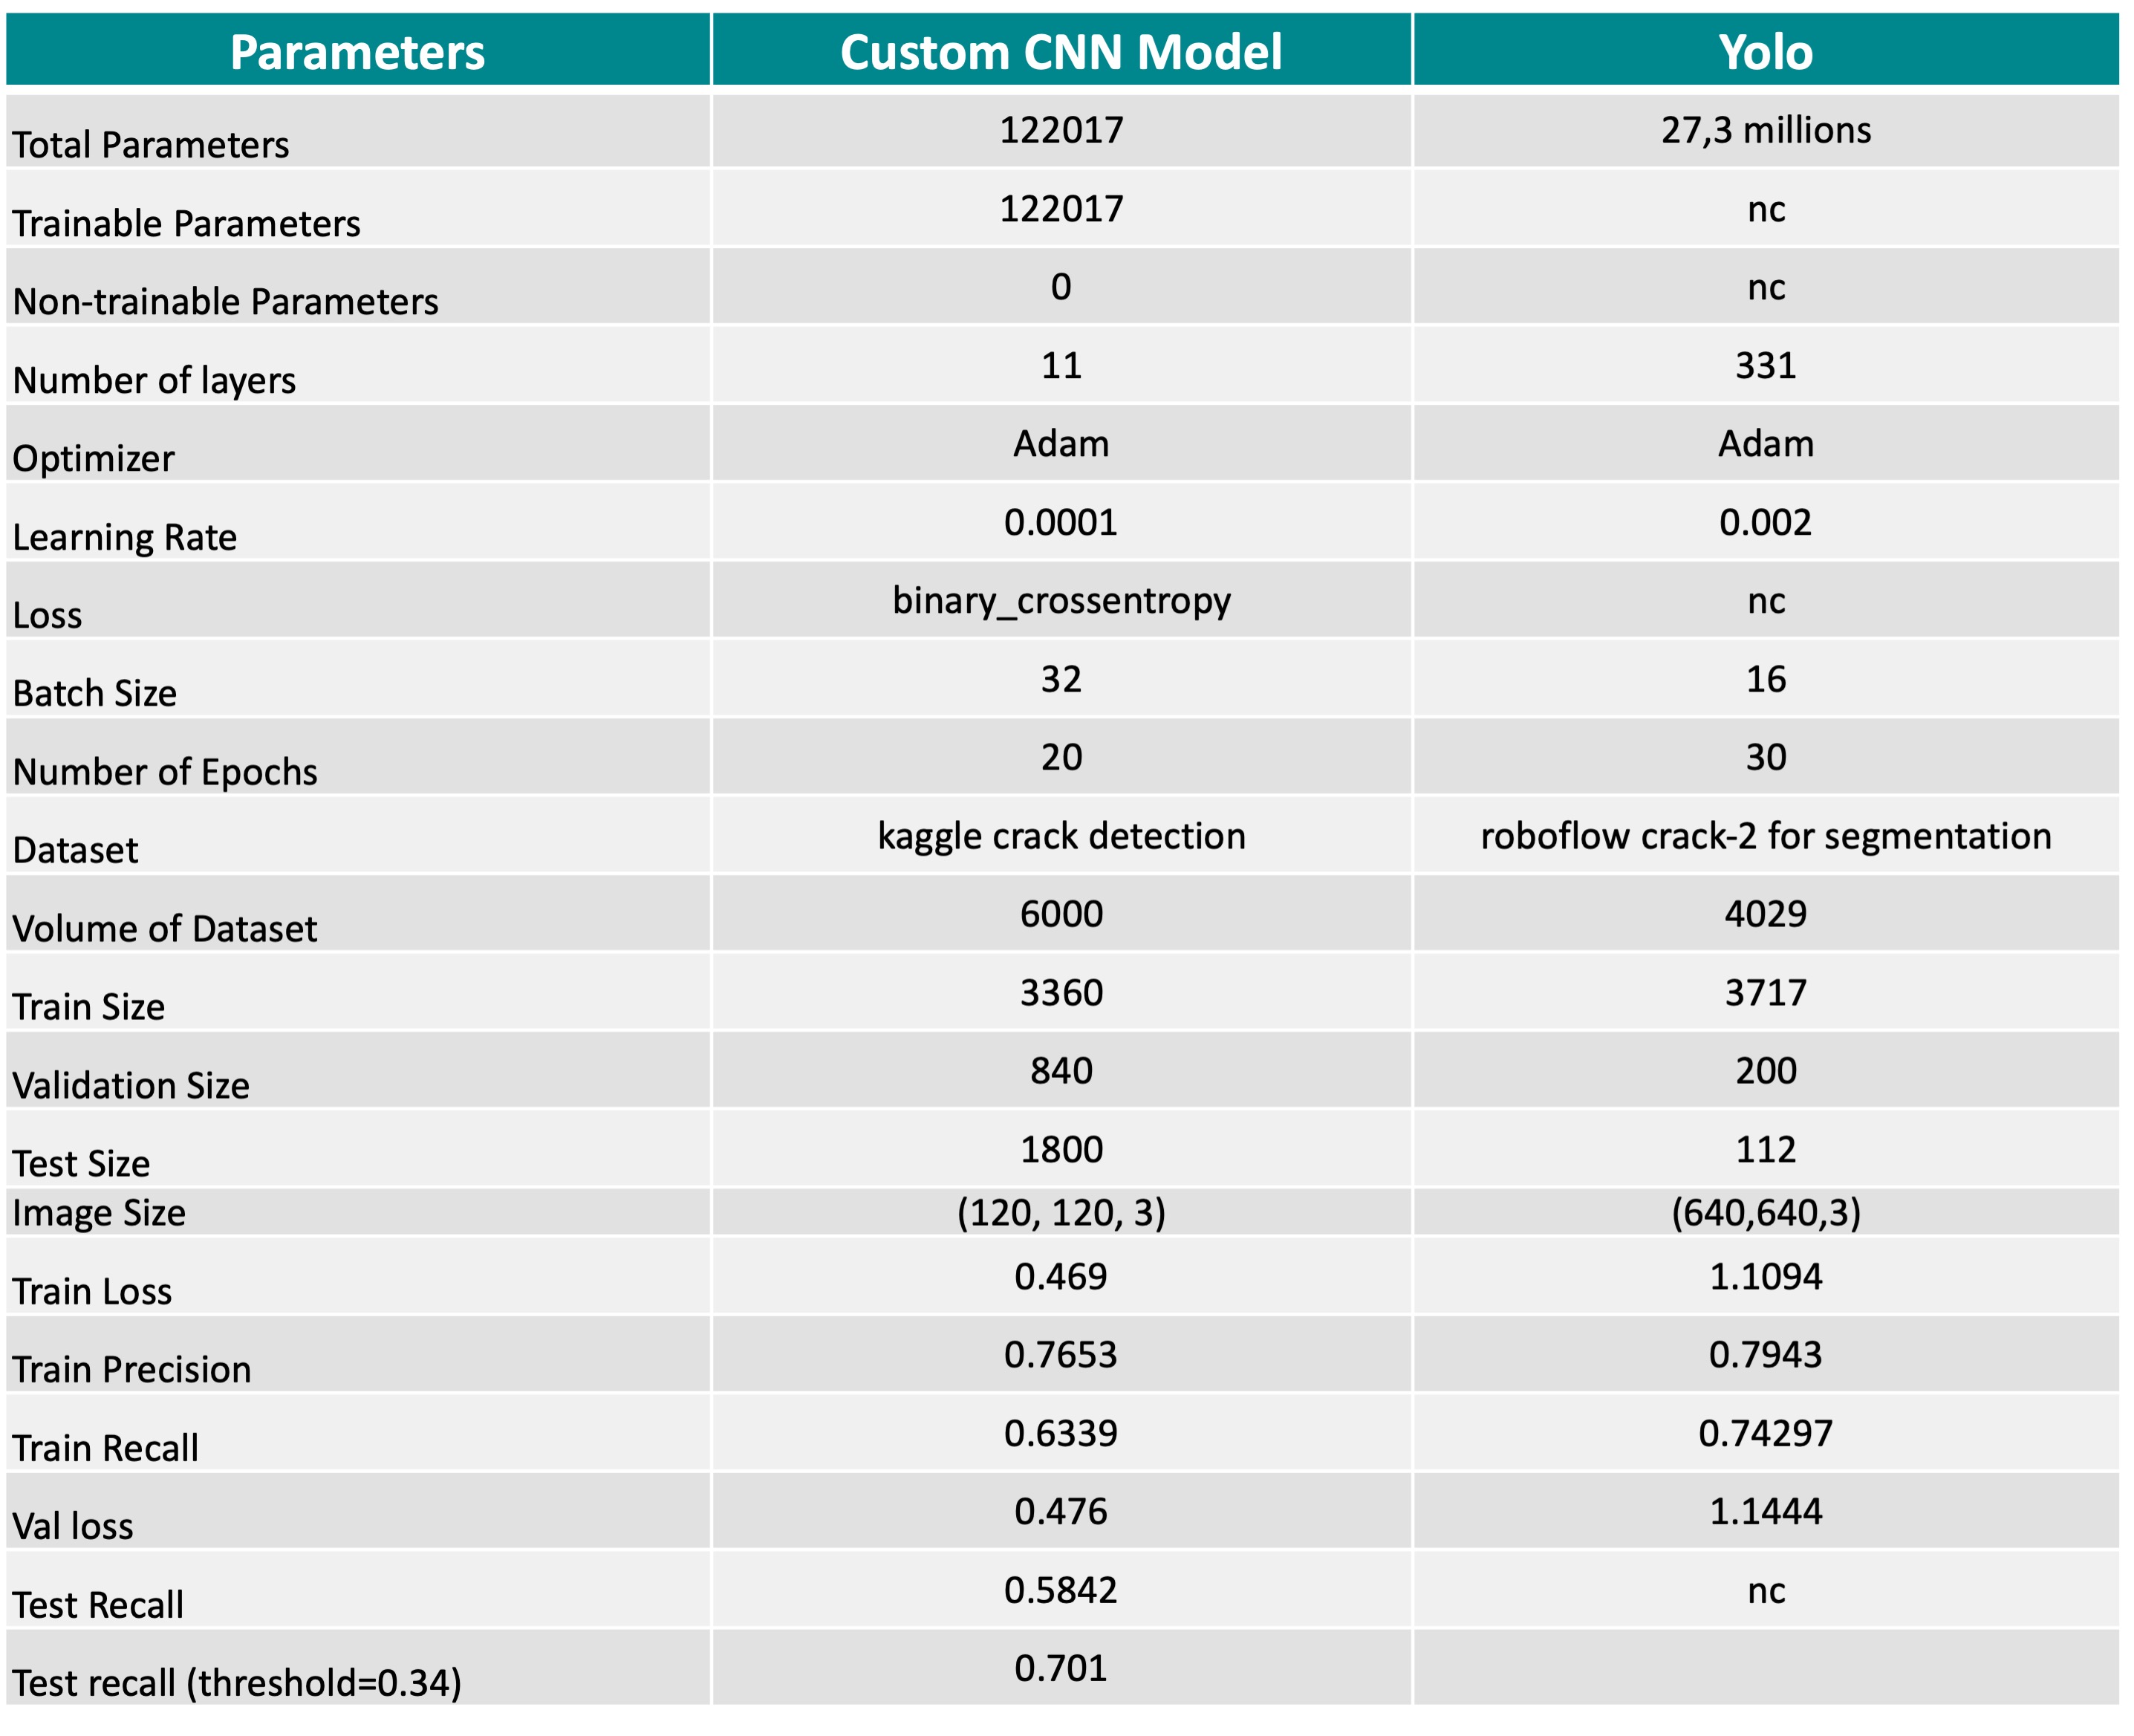 Parameters Custom CNN Model Yolo
Total Parameters 122017 27,3 millions
Trainable Parameters 122017 nc
Non-trainable Parameters 0 nc
Number of layers 11 331
Optimizer Adam Adam
Learning Rate 0.0001 0.002
Loss binary_crossentropy nc
Batch Size 32 16
Number of Epochs 20 30
Dataset kaggle crack detection roboflow crack-2 for segmentation
Volume of Dataset 6000 4029
Train Size 3360 3717
Validation Size 840 200
Test Size 1800 112
Image Size (120, 120, 3) (640,640,3)
Train Loss 0.469 1.1094
Train Precision 0.7653 0.7943
Train Recall 0.6339 0.74297
Val loss 0.476 1.1444
Test Recall 0.5842 nc
Test recall (threshold=0.34) 0.701